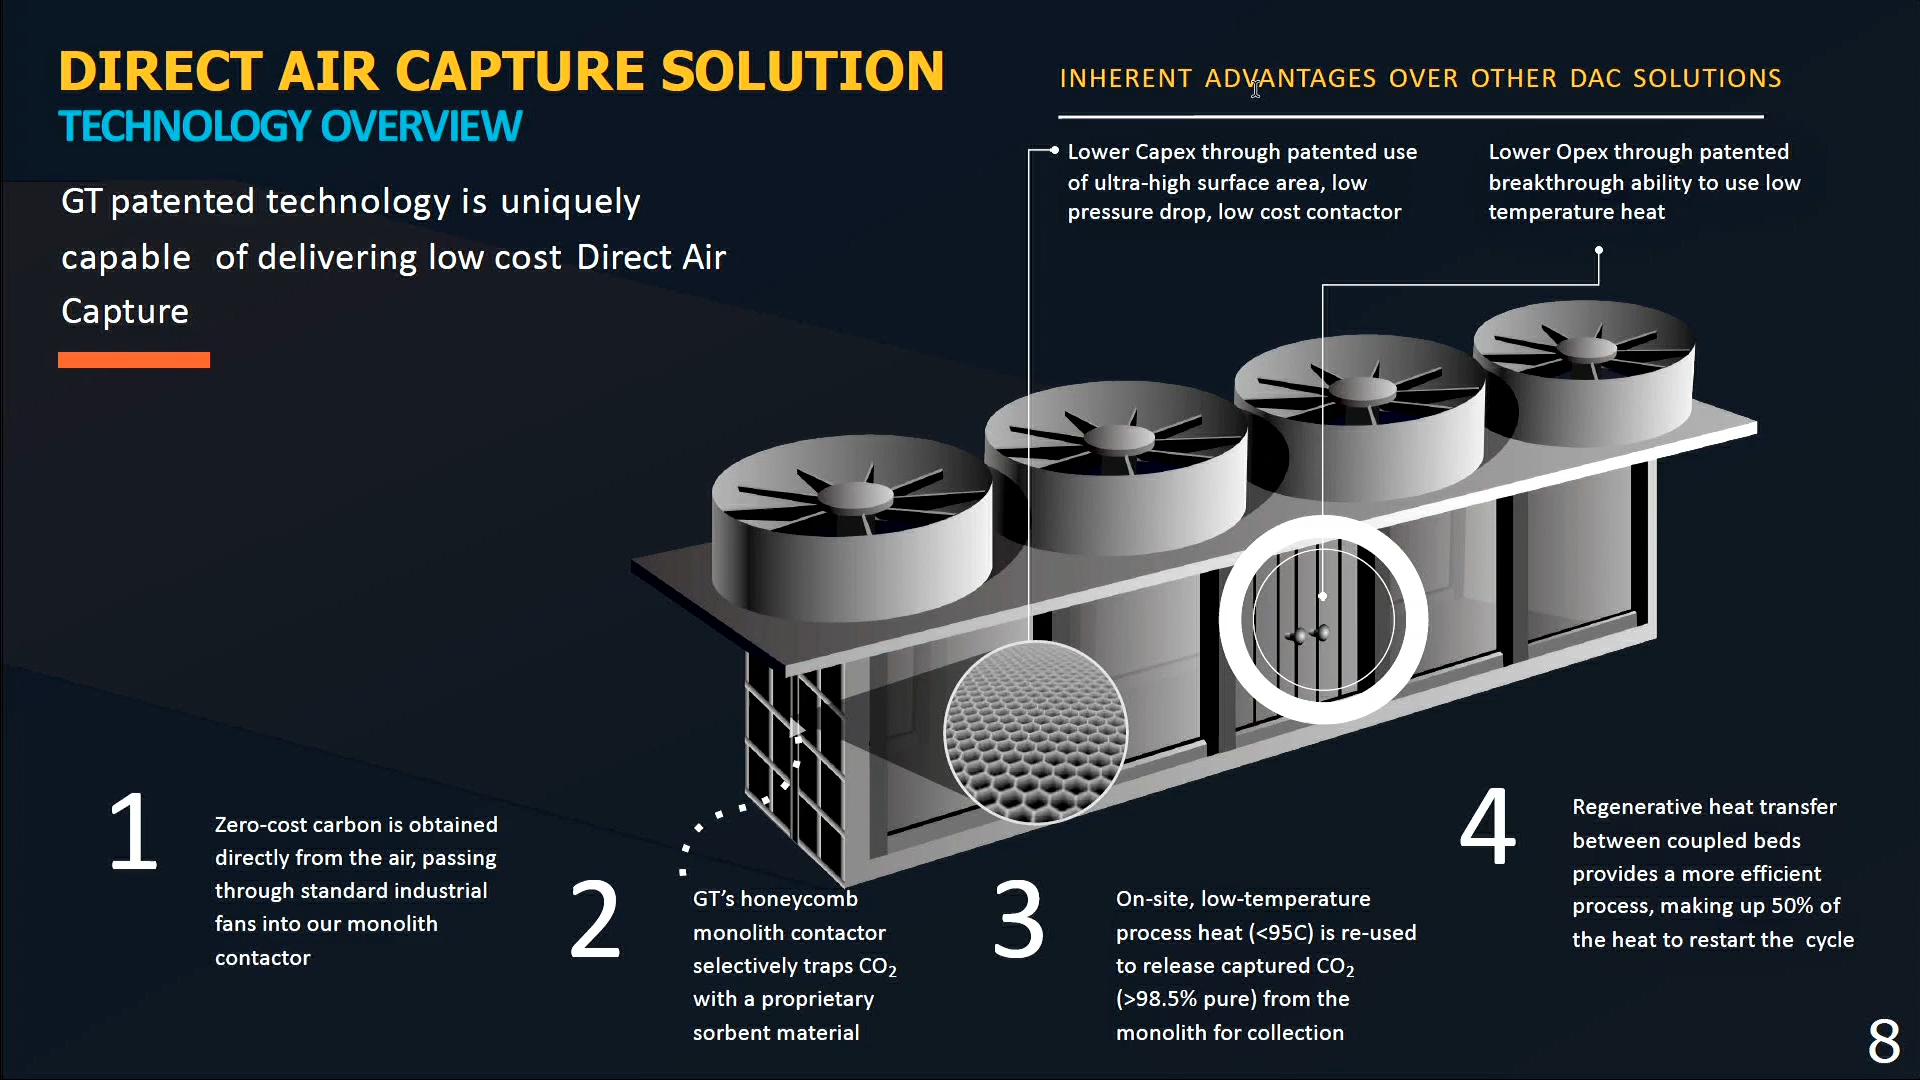 DIRECT AIR CAPTURE SOLUTION
TECHNOLOGY OVERVIEW
GT patented technology is uniquely
capable of delivering low cost Direct Air
Capture
INHERENT ADVANTAGES OVER OTHER DAC SOLUTIONS
Lower Capex through patented use
of ultra-high surface area, low
pressure drop, low cost contactor
Lower Opex through patented
breakthrough ability to use low
temperature heat
1
Zero-cost carbon is obtained
directly from the air, passing
through standard industrial
fans into our monolith
contactor
2
GT’s honeycomb
monolith contactor
selectively traps CO₂
with a proprietary
sorbent material
3
On-site, low-temperature
process heat (<95C) is re-used
to release captured CO₂
(>98.5% pure) from the
monolith for collection
4
Regenerative heat transfer
between coupled beds
provides a more efficient
process, making up 50% of
the heat to restart the cycle
8